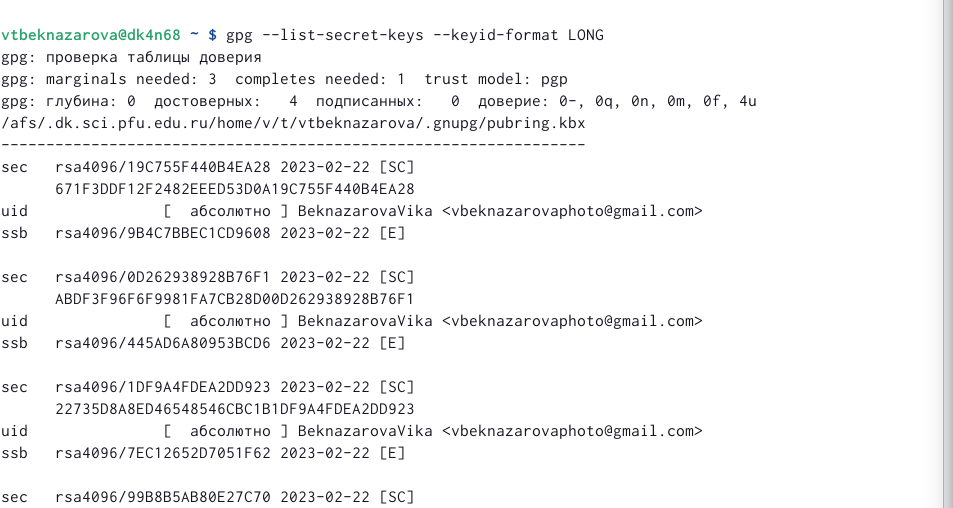 vtbeknazarova@dk4n68 ~ $ gpg --list-secret-keys --keyid-format LONG
gpg: проверка таблицы доверия
gpg: marginals needed: 3  completes needed: 1  trust model: pgp
gpg: глубина: 0  достоверных:   4  подписанных:   0  доверие: 0-, 0q, 0n, 0m, 0f, 4u
/afs/.dk.sci.pfu.edu.ru/home/v/t/vtbeknazarova/.gnupg/pubring.kbx
-----------------------------------------------------------------
sec   rsa4096/19C755F440B4EA28 2023-02-22 [SC]
      671F3DDF12F2482EEED53D0A19C755F440B4EA28
uid               [  абсолютно ] BeknazarovaVika <vbeknazarovaphoto@gmail.com>
ssb   rsa4096/9B4C7BBEC1CD9608 2023-02-22 [E]

sec   rsa4096/0D262938928B76F1 2023-02-22 [SC]
      ABDF3F96F6F9981FA7CB28D00D262938928B76F1
uid               [  абсолютно ] BeknazarovaVika <vbeknazarovaphoto@gmail.com>
ssb   rsa4096/445AD6A80953BCD6 2023-02-22 [E]

sec   rsa4096/1DF9A4FDEA2DD923 2023-02-22 [SC]
      22735D8A8ED46548546CBC1B1DF9A4FDEA2DD923
uid               [  абсолютно ] BeknazarovaVika <vbeknazarovaphoto@gmail.com>
ssb   rsa4096/7EC12652D7051F62 2023-02-22 [E]

sec   rsa4096/99B8B5AB80E27C70 2023-02-22 [SC]